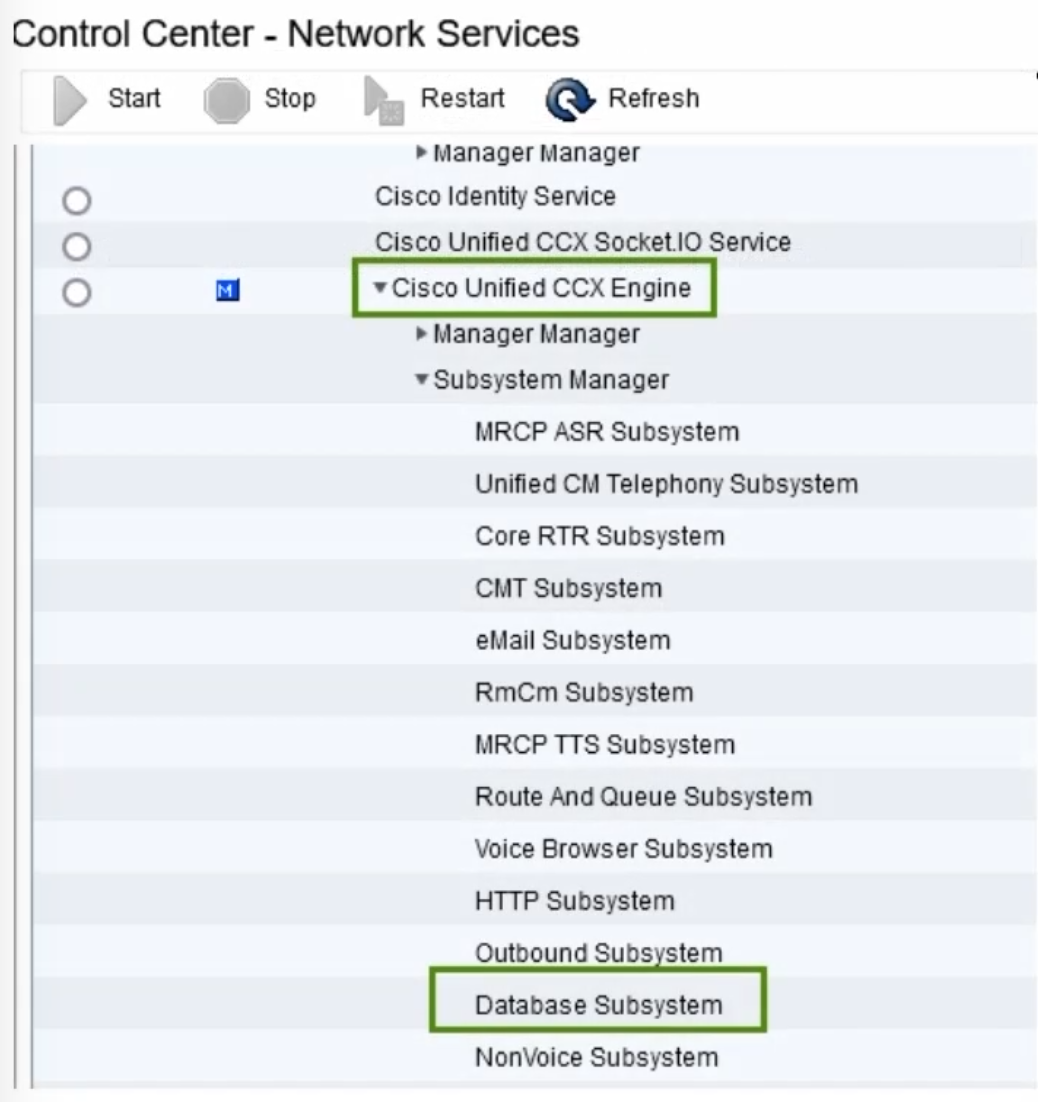 Control Center - Network Services
Start Stop Restart Refresh
Manager Manager
Cisco Identity Service
Cisco Unified CCX Socket.IO Service
M Cisco Unified CCX Engine
Manager Manager
Subsystem Manager
MRCP ASR Subsystem
Unified CM Telephony Subsystem
Core RTR Subsystem
CMT Subsystem
eMail Subsystem
RmCm Subsystem
MRCP TTS Subsystem
Route And Queue Subsystem
Voice Browser Subsystem
HTTP Subsystem
Outbound Subsystem
Database Subsystem
NonVoice Subsystem